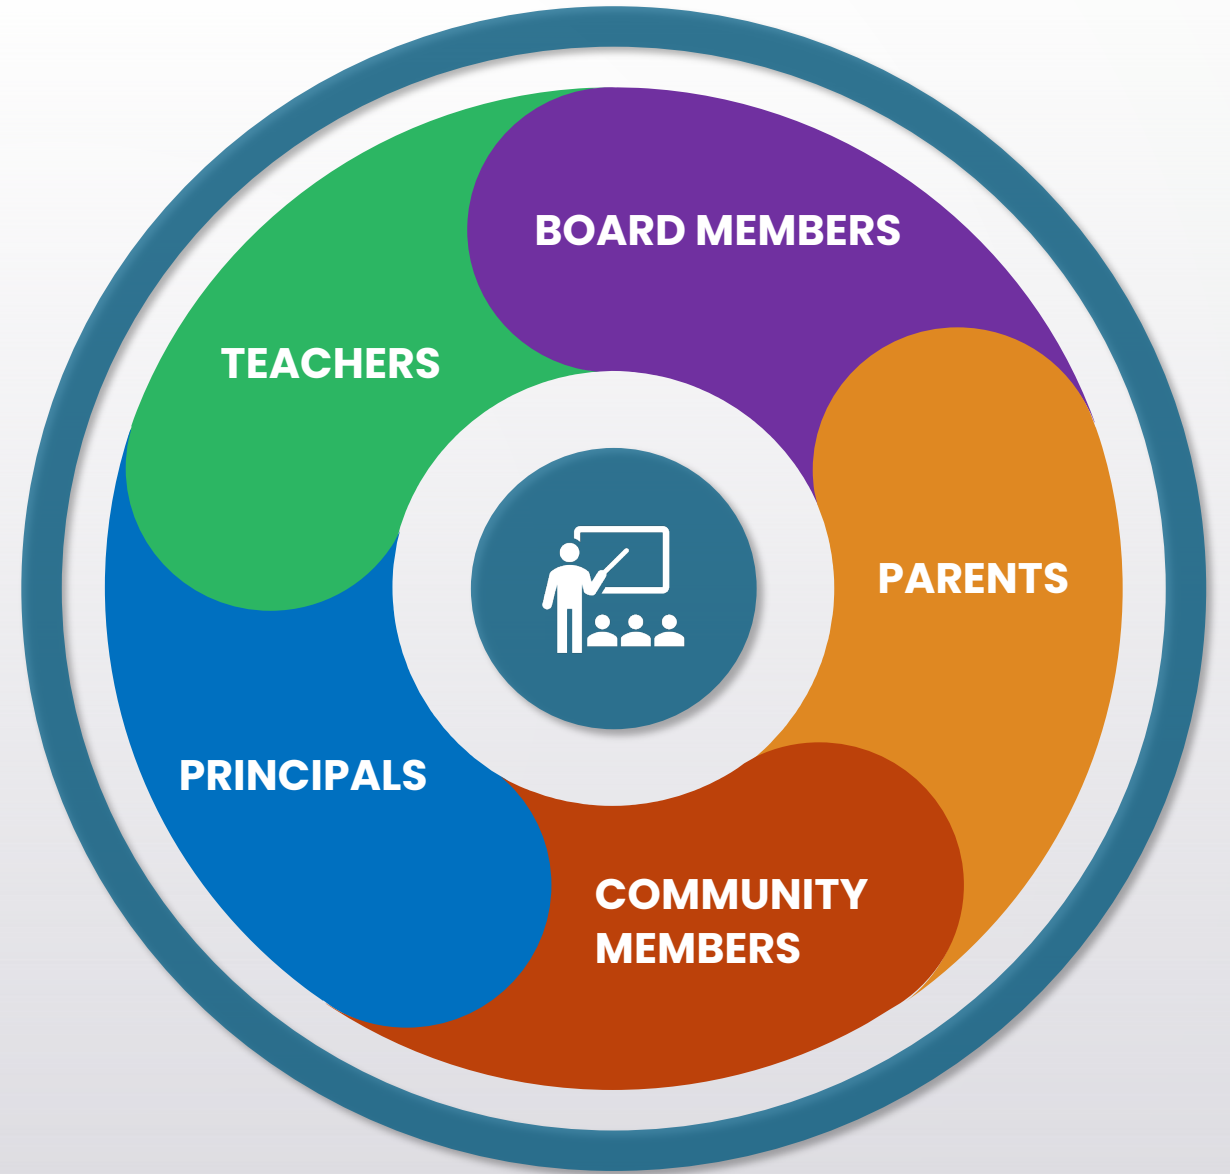 BOARD MEMBERS
TEACHERS
PARENTS
PRINCIPALS
COMMUNITY
MEMBERS